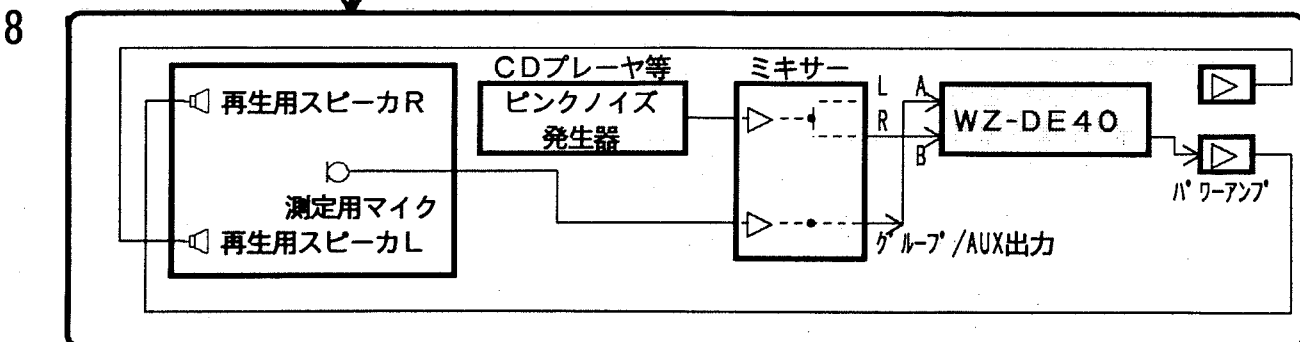 8
CDプレーヤ等
ピンクノイズ
発生器
ミキサー
再生用スピーカR
測定用マイク
再生用スピーカL
L
R
A
B
WZ-DE40
グループ/AUX出力
パワーアンプ